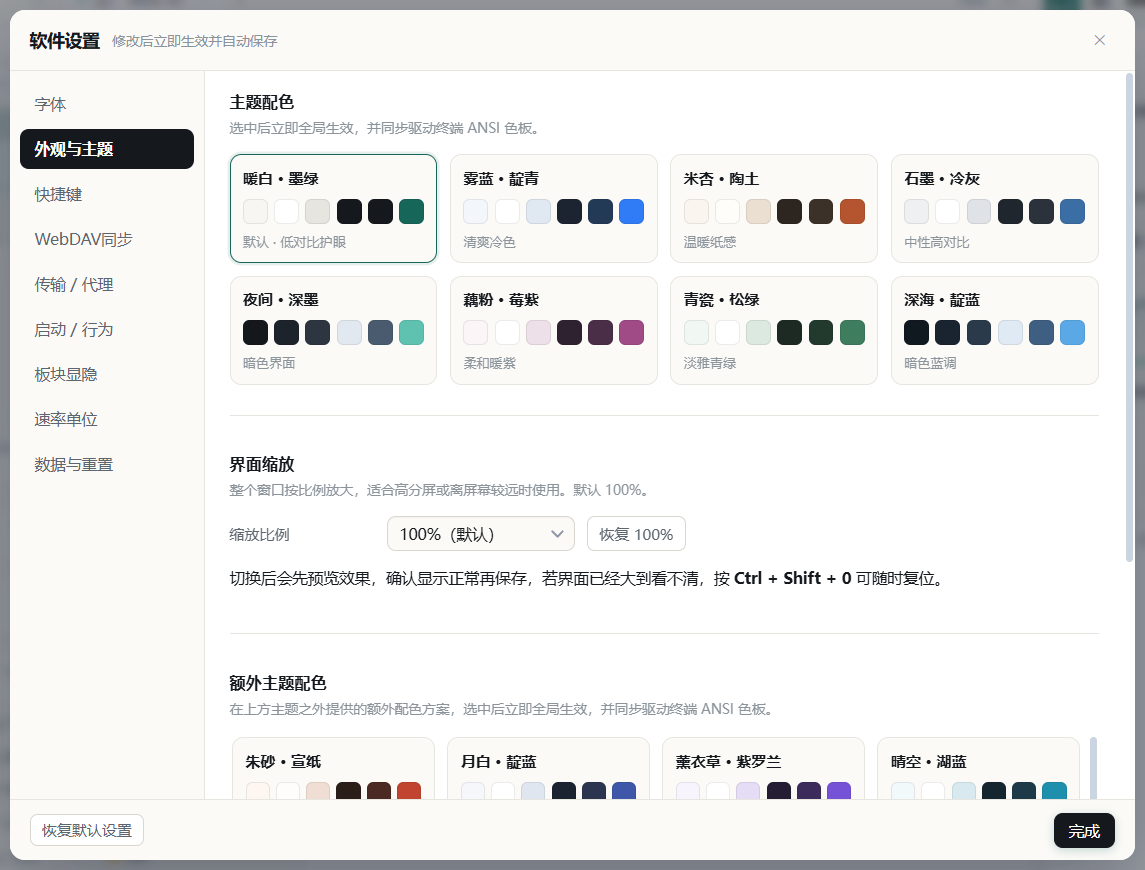 软件设置 修改后立即生效并自动保存
字体
外观与主题
快捷键
WebDAV同步
传输 / 代理
启动 / 行为
板块显隐
速率单位
数据与重置
主题配色
选中后立即全局生效，并同步驱动终端 ANSI 色板。
暖白・墨绿
默认 · 低对比护眼
雾蓝・靛青
清爽冷色
米杏・陶土
温暖纸感
石墨・冷灰
中性高对比
夜间・深墨
暗色界面
藕粉・莓紫
柔和暖紫
青瓷・松绿
淡雅青绿
深海・靛蓝
暗色蓝调
界面缩放
整个窗口按比例放大，适合高分屏或离屏幕较远时使用。默认 100%。
缩放比例 100%（默认） 恢复 100%
切换后会先预览效果，确认显示正常再保存，若界面已经大到看不清，按 Ctrl + Shift + 0 可随时复位。
额外主题配色
在上方主题之外提供的额外配色方案，选中后立即全局生效，并同步驱动终端 ANSI 色板。
朱砂・宣纸
月白・靛蓝
薰衣草・紫罗兰
晴空・湖蓝
恢复默认设置
完成